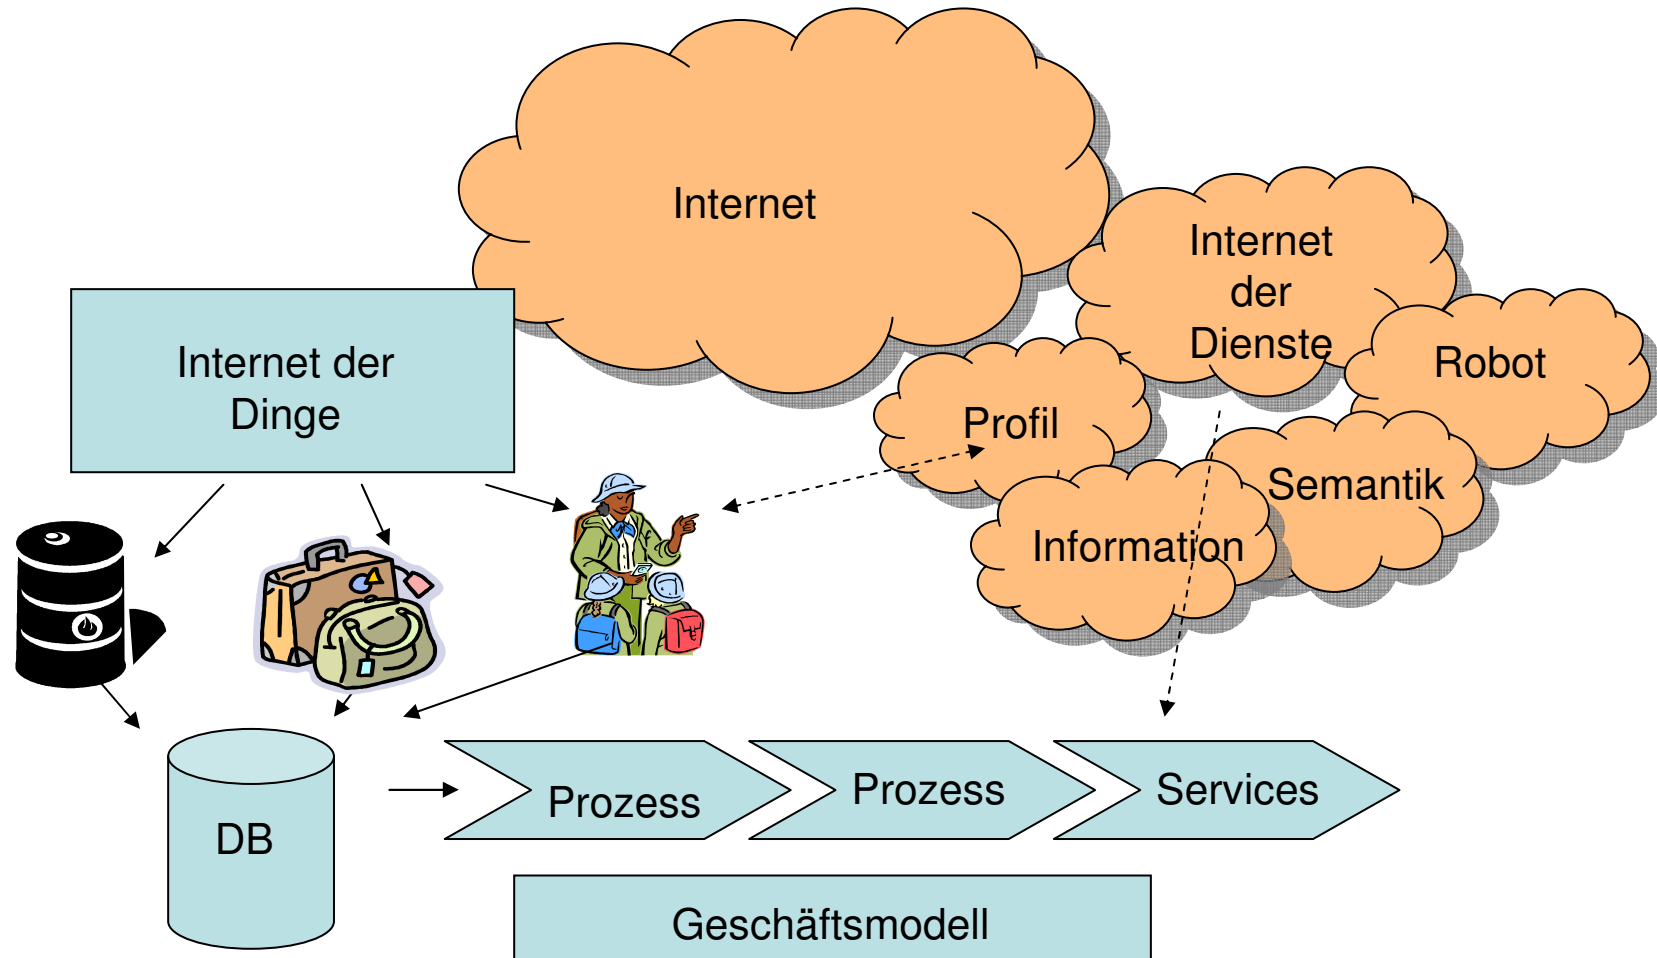 Internet
Internet
der
Dienste
Internet der
Dinge
Robot
Profil
Semantik
Information
Prozess
Prozess
Services
DB
Geschäftsmodell